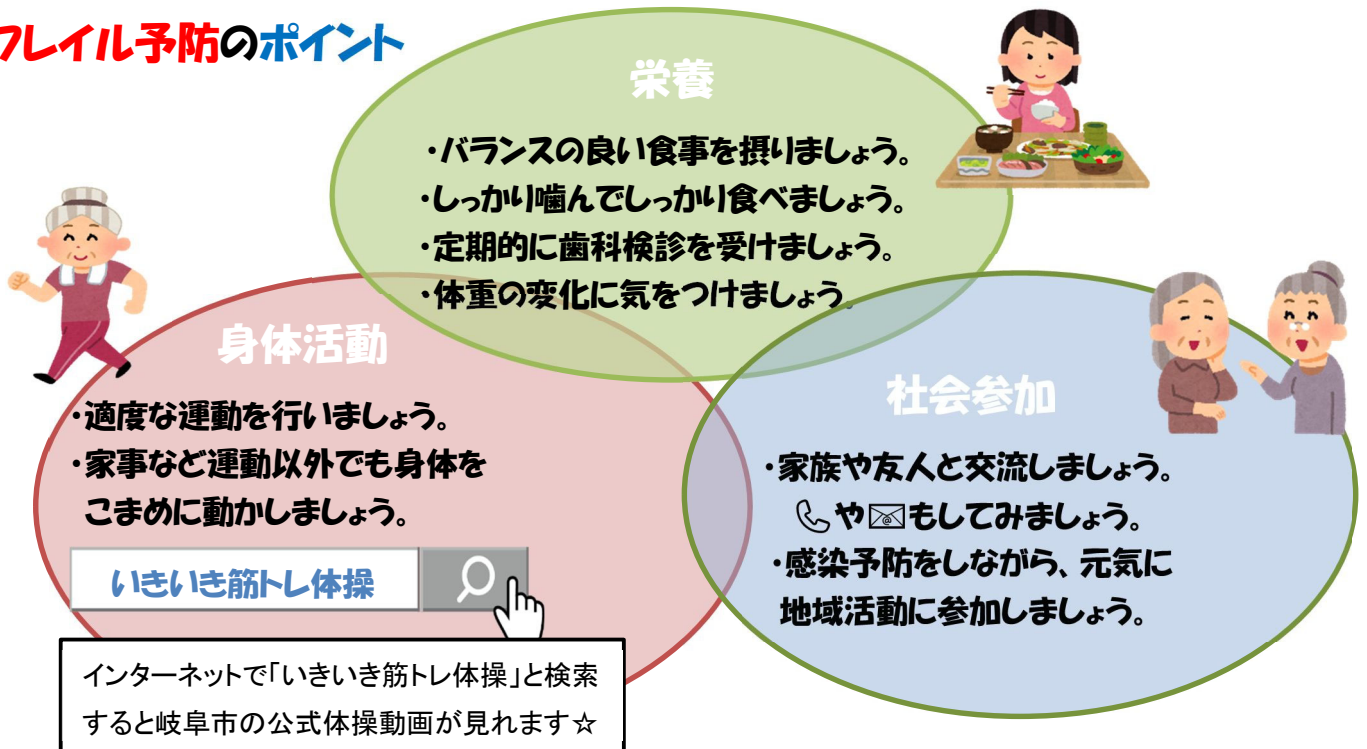 フレイル予防のポイント
栄養
・バランスの良い食事を摂りましょう。
・しっかり噛んでしっかり食べましょう。
・定期的に歯科検診を受けましょう。
・体重の変化に気をつけましょう。
身体活動
・適度な運動を行いましょう。
・家事など運動以外でも身体を
こまめに動かしましょう。
いきいき筋トレ体操
インターネットで「いきいき筋トレ体操」と検索
すると岐阜市の公式体操動画が見れます☆
社会参加
・家族や友人と交流しましょう。
や もしてみましょう。
・感染予防をしながら、元気に
地域活動に参加しましょう。